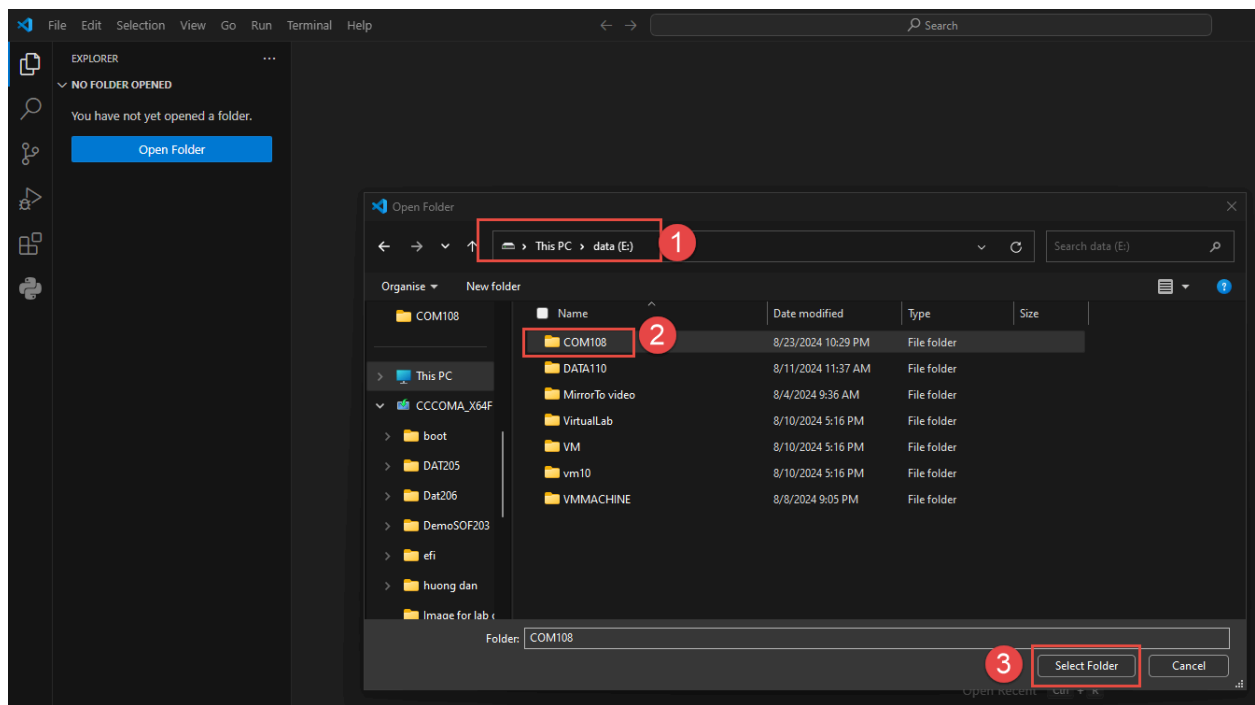 File Edit Selection View Go Run Terminal Help
Search
EXPLORER
NO FOLDER OPENED
You have not yet opened a folder.
Open Folder
Open Folder
This PC > data (E:)
1
Search data (E:)
Organise
New folder
COM108
This PC
CCCOMA_X64F
boot
DAT205
Dat206
DemoSOF203
efi
huong dan
Image for lab
Name Date modified Type Size
COM108 8/23/2024 10:29 PM File folder
2
DATA110 8/11/2024 11:37 AM File folder
MirrorTo video 8/4/2024 9:36 AM File folder
VirtualLab 8/10/2024 5:16 PM File folder
VM 8/10/2024 5:16 PM File folder
vm10 8/10/2024 5:16 PM File folder
VMMACHINE 8/8/2024 9:05 PM File folder
Folder: COM108
3
Select Folder
Cancel
Open Recent Ctrl + R